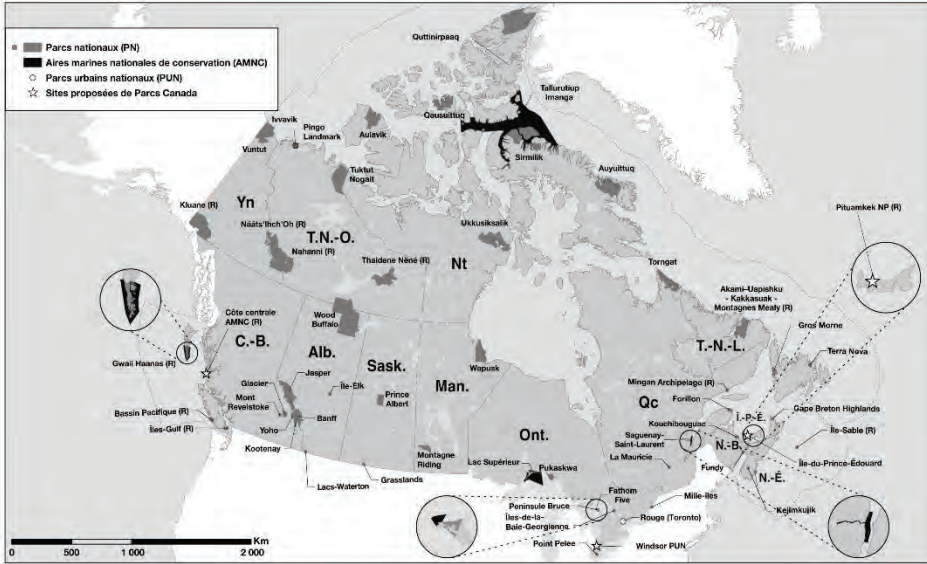 Parcs nationaux (PN)
Aires marines nationales de conservation (AMNC)
Parcs urbains nationaux (PUN)
Sites proposées de Parcs Canada
Quttinirpaaq
Tallurutiup
Imanga
Qausuittuq
Ivvavik
Pingo
Landmark
Aulavik
Vuntut
Sirmilik
Tuktut
Nogait
Auyuittuq
Kluane (R)
Yn
Nááts'įhch'Oh (R)
T.N.-O.
Nahanni (R)
Ukkusiksalik
Thaidene Nëné (R)
Nt
Pituamkek NP (R)
Torngat
Akami-Uapishku
- Kakkasuak -
Montagnes Mealy (R)
Gros Morne
Côte centrale
AMNC (R)
Wood
Buffalo
C.-B.
Alb.
T.-N.-L.
Terra Nova
Gwaii Haanas (R)
Jasper
Sask.
Wapusk
Glacier
Île-Elk
Man.
Mingan Archipelago (R)
Mont
Revelstoke
Prince
Albert
Qc
Forillon
Î.-P.-É.
Cape Breton Highlands
Bassin Pacifique (R)
Yoho
Banff
Kouchibouguac
Îles-Gulf (R)
Ont.
Saguenay-
Saint-Laurent
N.-B.
Île-Sable (R)
Kootenay
Montagne
Riding
La Mauricie
Île-du-Prince-Édouard
Lac Supérieur
Pukaskwa
Fundy
N.-É.
Lacs-Waterton
Grasslands
Fathom
Five
Mille-îles
Kejimkujik
Peninsule Bruce
Îles-de-la-
Baie-Georgienne
Rouge (Toronto)
Point Pelee
Windsor PUN
Km
0
500
1 000
2 000